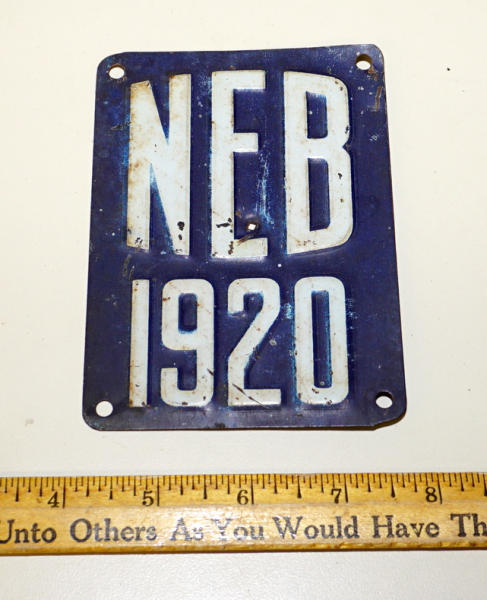 NEB
1920
4 5 6 7 8
Unto Others As You Would Have Th